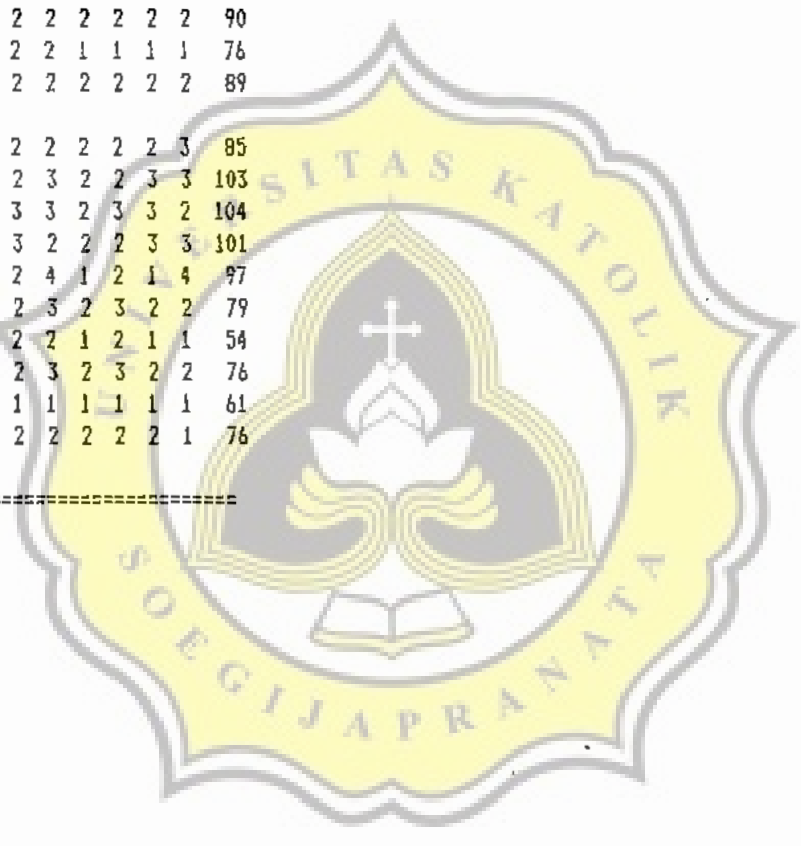 2 2 2 2 2 2 90
2 2 1 1 1 1 76
2 2 2 2 2 2 89
2 2 2 2 2 3 85
2 3 2 2 3 3 103
3 3 2 3 3 2 104
3 2 2 2 3 3 101
2 4 1 2 1 4 97
2 3 2 3 2 2 79
2 2 1 2 1 1 54
2 3 2 3 2 2 76
1 1 1 1 1 1 61
2 2 2 2 2 1 76
UNIVERSITAS KATOLIK
SOEGIJAPRANATA